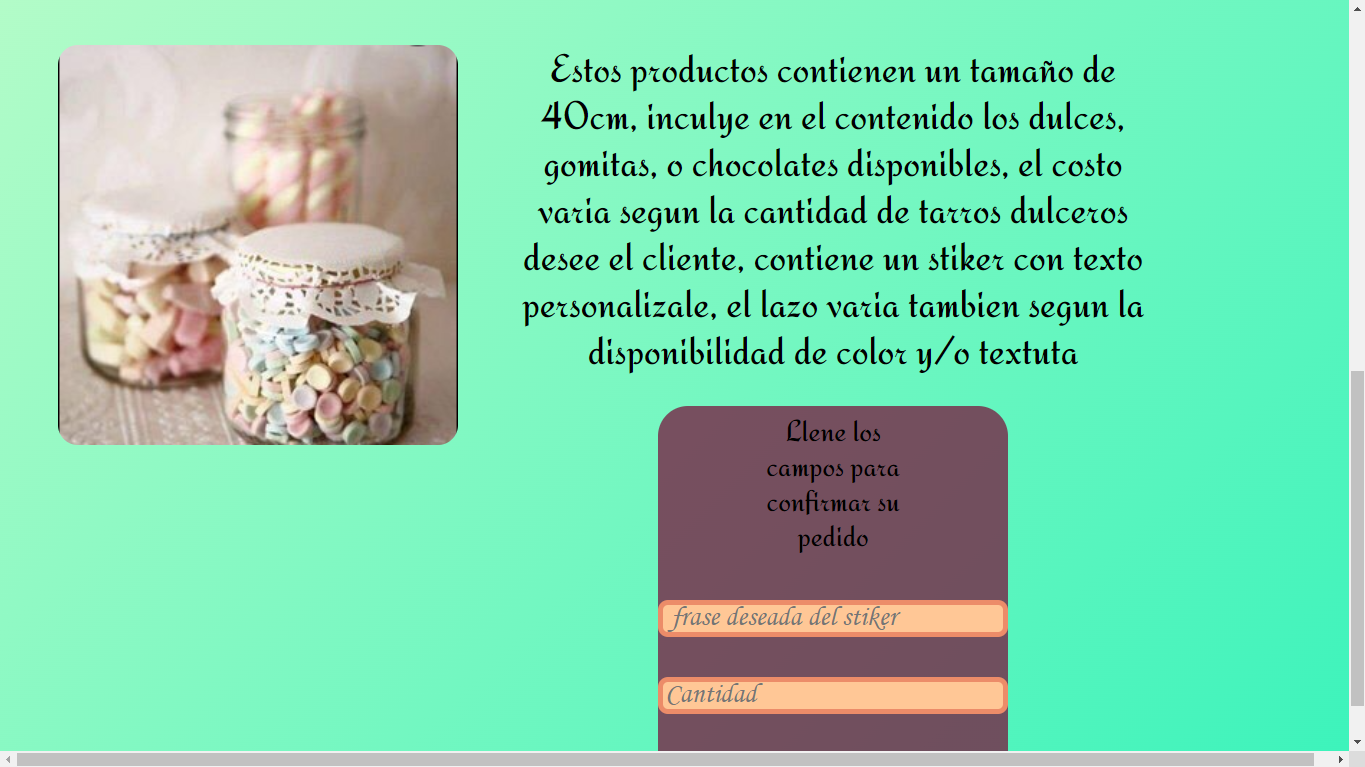 Estos productos contienen un tamaño de
40cm, inculye en el contenido los dulces,
gomitas, o chocolates disponibles, el costo
varia segun la cantidad de tarros dulceros
desee el cliente, contiene un stiker con texto
personalizale, el lazo varia tambien segun la
disponibilidad de color y/o textuta
Llene los
campos para
confirmar su
pedido
frase deseada del stiker
Cantidad